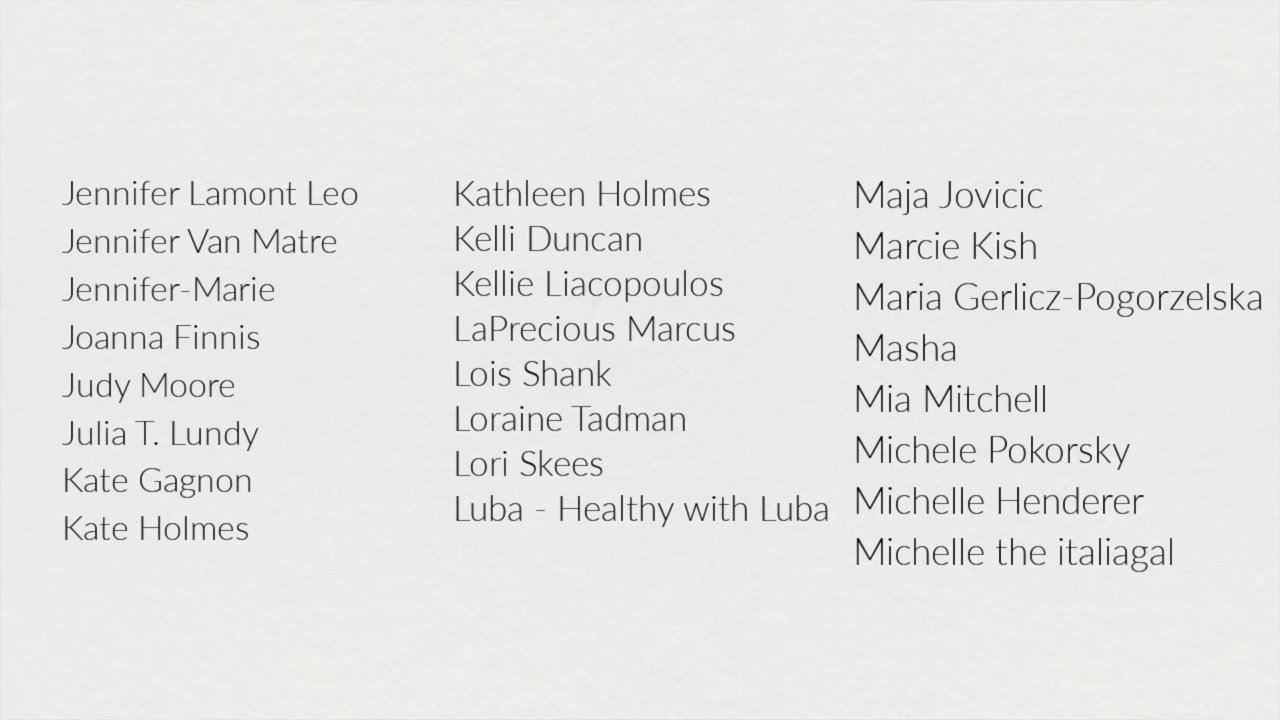 Jennifer Lamont Leo
Jennifer Van Matre
Jennifer-Marie
Joanna Finnis
Judy Moore
Julia T. Lundy
Kate Gagnon
Kate Holmes
Kathleen Holmes
Kelli Duncan
Kellie Liacopoulos
LaPrecious Marcus
Lois Shank
Loraine Tadman
Lori Skees
Luba - Healthy with Luba
Maja Jovicic
Marcie Kish
Maria Gerlicz-Pogorzelska
Masha
Mia Mitchell
Michele Pokorsky
Michelle Henderer
Michelle the italiagal